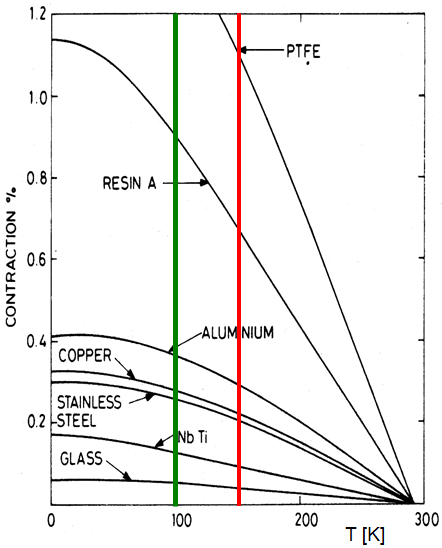 1.2
1.0
0.8
0.6
0.4
0.2
CONTRACTION %
PTFE
RESIN A
ALUMINIUM
COPPER
STAINLESS
STEEL
Nb Ti
GLASS
0
100
200
300
T [K]